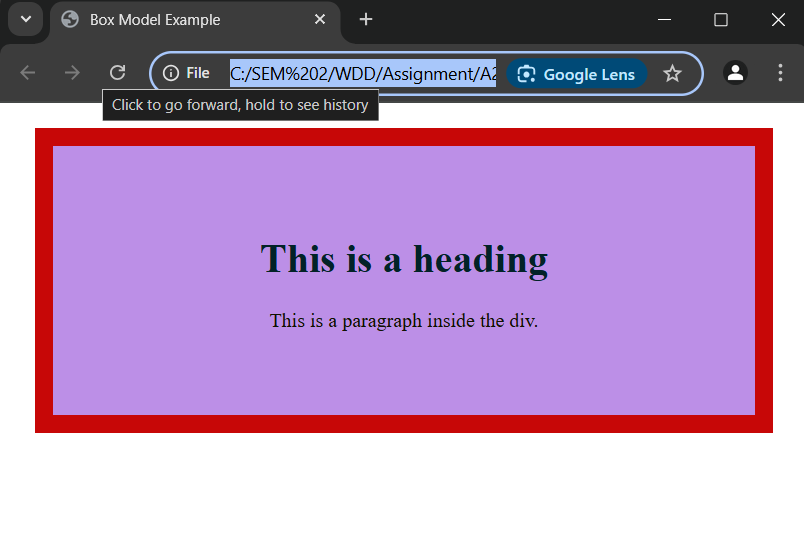 Box Model Example
File
C:/SEM%202/WDD/Assignment/A2
Google Lens
Click to go forward, hold to see history
This is a heading
This is a paragraph inside the div.